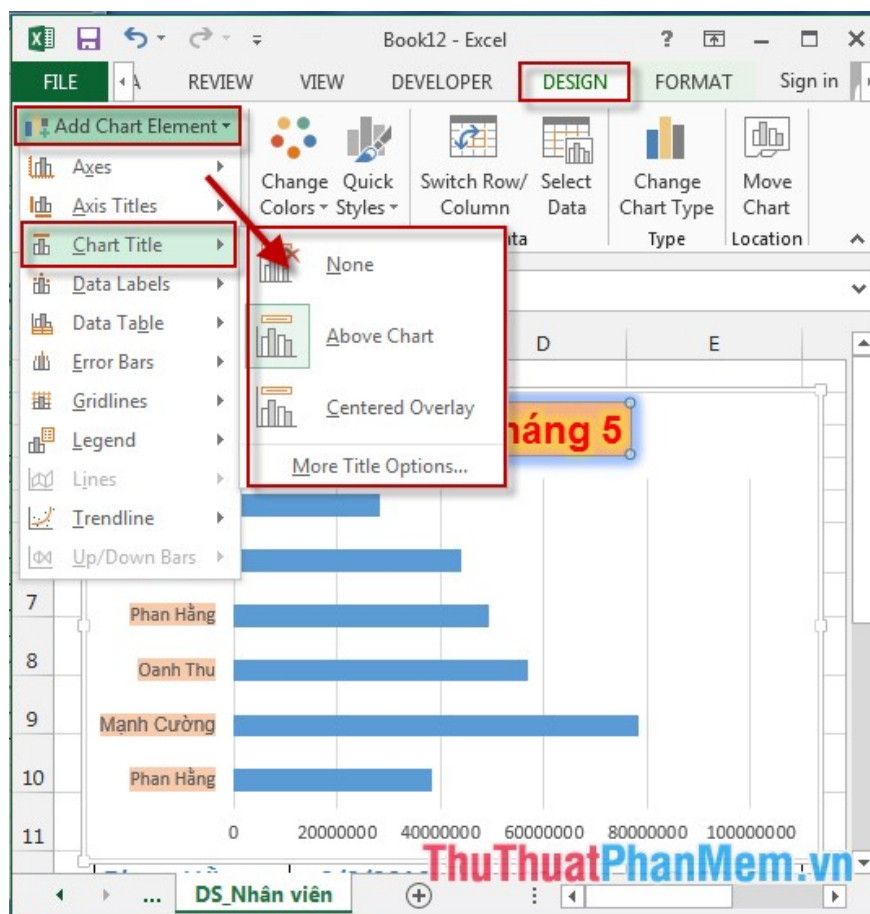 Book12 - Excel
FILE REVIEW VIEW DEVELOPER DESIGN FORMAT Sign in
Add Chart Element
Axes
Axis Titles
Chart Title
Data Labels
Data Table
Error Bars
Gridlines
Legend
Lines
Trendline
Up/Down Bars
Change Colors
Quick Styles
Switch Row/ Column
Select Data
Change Chart Type
Move Chart
Type
Location
None
Above Chart
Centered Overlay
More Title Options...
D E
háng 5
7
Phan Hằng
8
Oanh Thu
9
Mạnh Cường
10
Phan Hằng
11
0 20000000 40000000 60000000 80000000 100000000
ThuThuatPhanMem.vn
... DS_Nhân viên